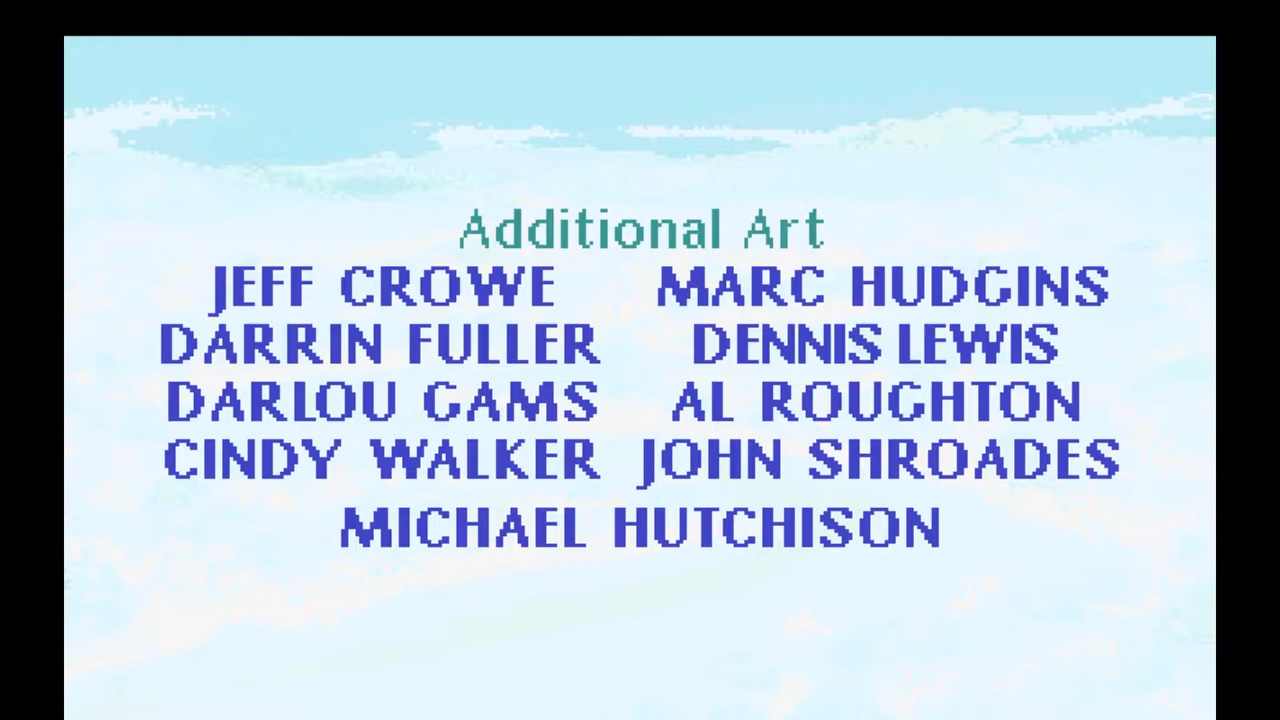 Additional Art
JEFF CROWE MARC HUDGINS
DARRIN FULLER DENNIS LEWIS
DARLOU GAMS AL ROUGHTON
CINDY WALKER JOHN SHROADES
MICHAEL HUTCHISON